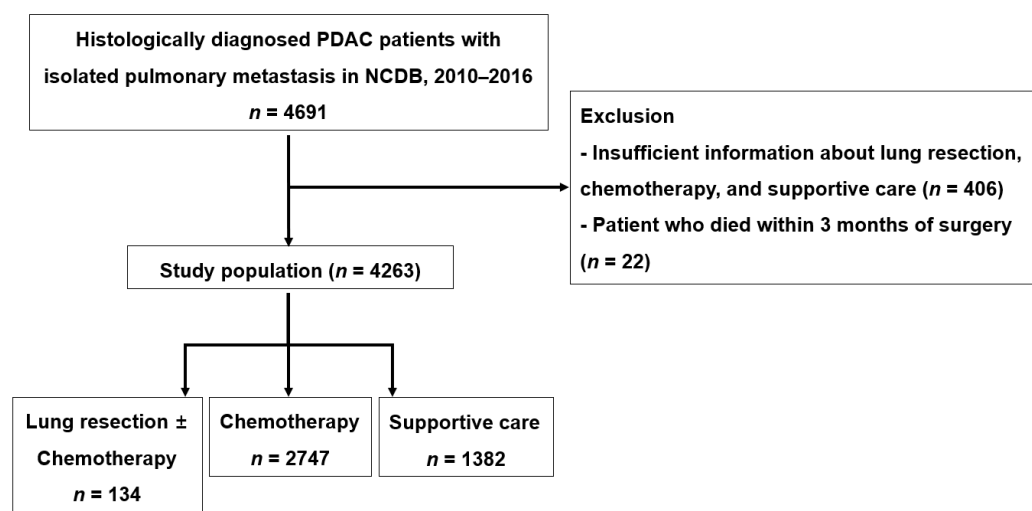 Histologically diagnosed PDAC patients with
isolated pulmonary metastasis in NCDB, 2010–2016
n = 4691
Exclusion
- Insufficient information about lung resection,
chemotherapy, and supportive care (n = 406)
- Patient who died within 3 months of surgery
(n = 22)
Study population (n = 4263)
Lung resection ±
Chemotherapy
n = 134
Chemotherapy
n = 2747
Supportive care
n = 1382